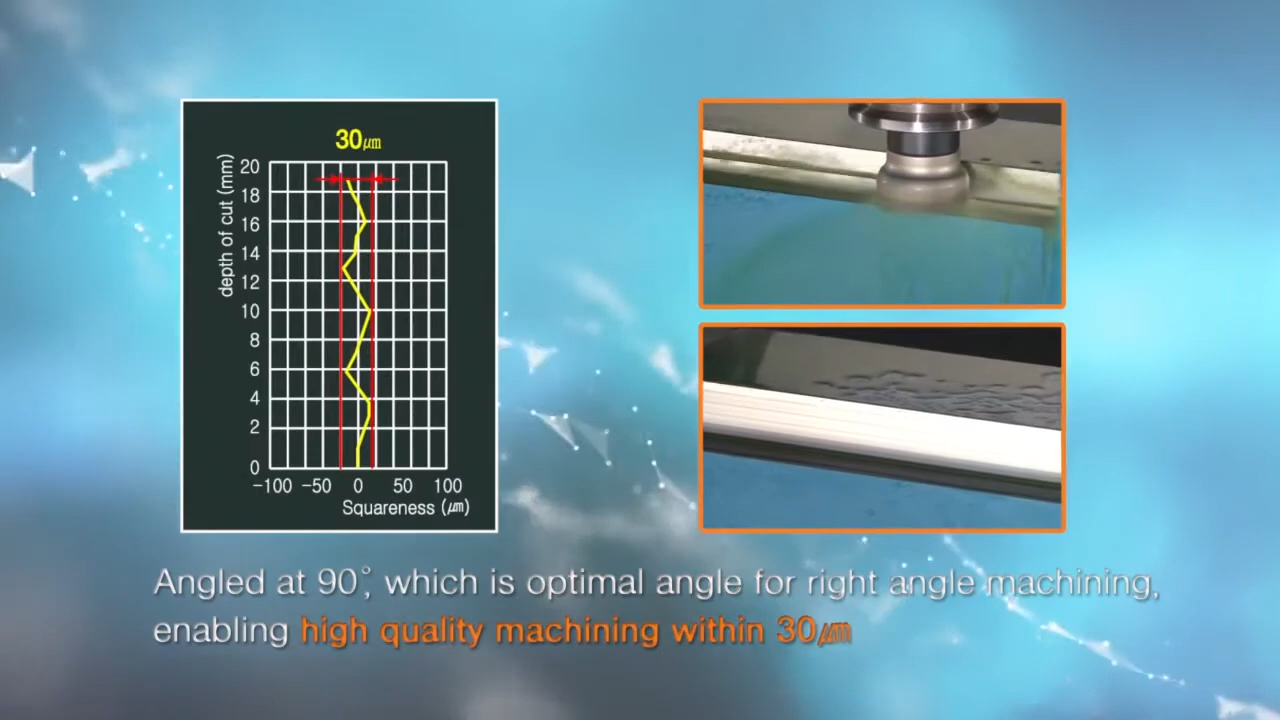 30㎛
depth of cut (mm)
20
18
16
14
12
10
8
6
4
2
0
-100 -50 0 50 100
Squareness (㎛)
Angled at 90°, which is optimal angle for right angle machining,
enabling high quality machining within 30㎛